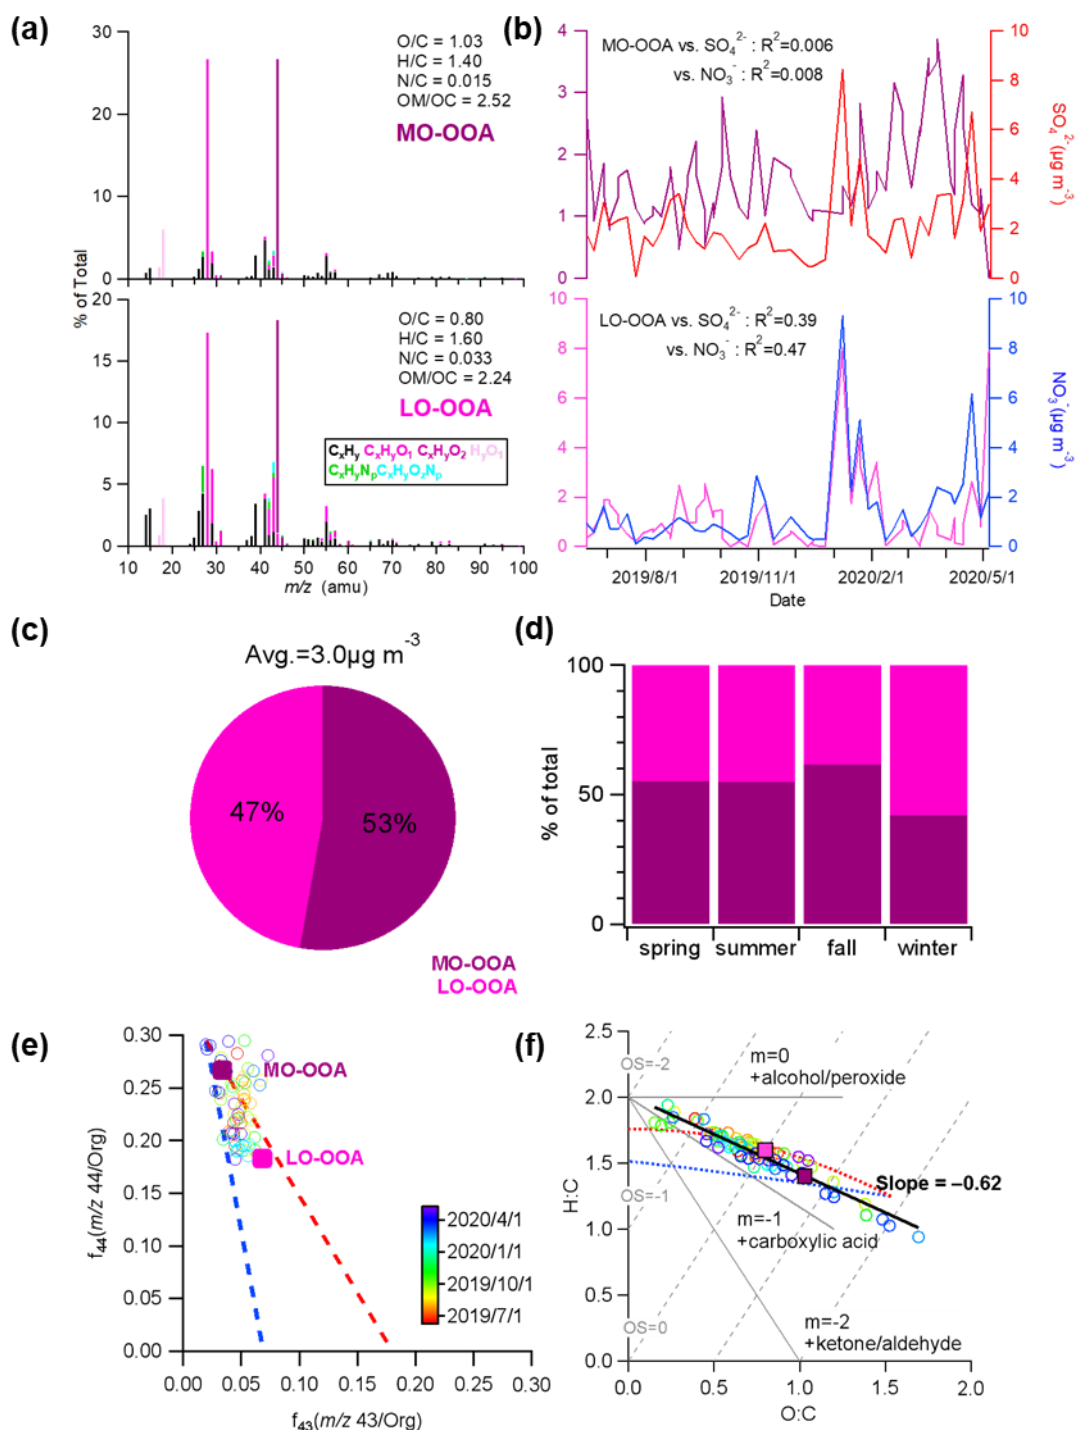 (a)
% of Total
30
20
10
0
O/C = 1.03
H/C = 1.40
N/C = 0.015
OM/OC = 2.52
MO-OOA
20
15
10
5
0
O/C = 0.80
H/C = 1.60
N/C = 0.033
OM/OC = 2.24
LO-OOA
CxHy CxHyO1 CxHyO2 HyO1
CxHyNp CxHyO2Np
10 20 30 40 50 60 70 80 90 100
m/z (amu)
(b)
MO-OOA vs. SO₄²⁻ : R²=0.006
vs. NO₃⁻ : R²=0.008
4
3
2
1
0
10
8
6
4
2
0
SO₄²⁻(µg m⁻³)
LO-OOA vs. SO₄²⁻ : R²=0.39
vs. NO₃⁻ : R²=0.47
10
8
6
4
2
0
10
8
6
4
2
0
NO₃⁻(µg m⁻³)
2019/8/1 2019/11/1 2020/2/1 2020/5/1
Date
(c)
Avg.=3.0µg m⁻³
47%
53%
MO-OOA
LO-OOA
(d)
% of total
100
50
0
spring summer fall winter
(e)
f₄₄(m/z 44/Org)
0.30
0.25
0.20
0.15
0.10
0.05
0.00
MO-OOA
LO-OOA
2020/4/1
2020/1/1
2019/10/1
2019/7/1
0.00 0.05 0.10 0.15 0.20 0.25 0.30
f₄₃(m/z 43/Org)
(f)
H:C
2.5
2.0
1.5
1.0
0.5
0.0
OS=-2
OS=-1
OS=0
m=0
+alcohol/peroxide
Slope = −0.62
m=-1
+carboxylic acid
m=-2
+ketone/aldehyde
0.0 0.5 1.0 1.5 2.0
O:C